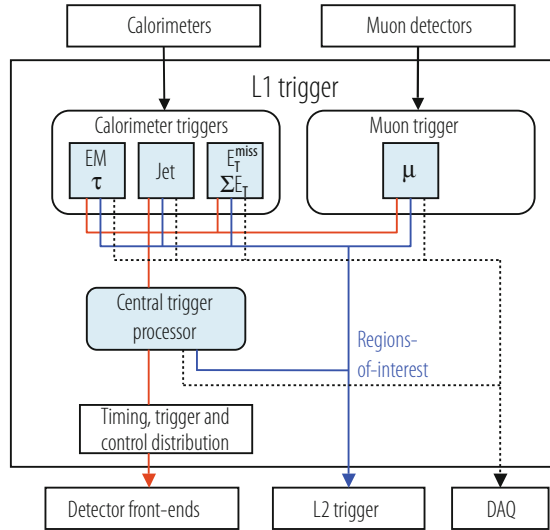 Calorimeters
Muon detectors
L1 trigger
Calorimeter triggers
Muon trigger
EM
τ
Jet
E_T^miss
ΣE_T
μ
Central trigger
processor
Regions-
of-interest
Timing, trigger and
control distribution
Detector front-ends
L2 trigger
DAQ